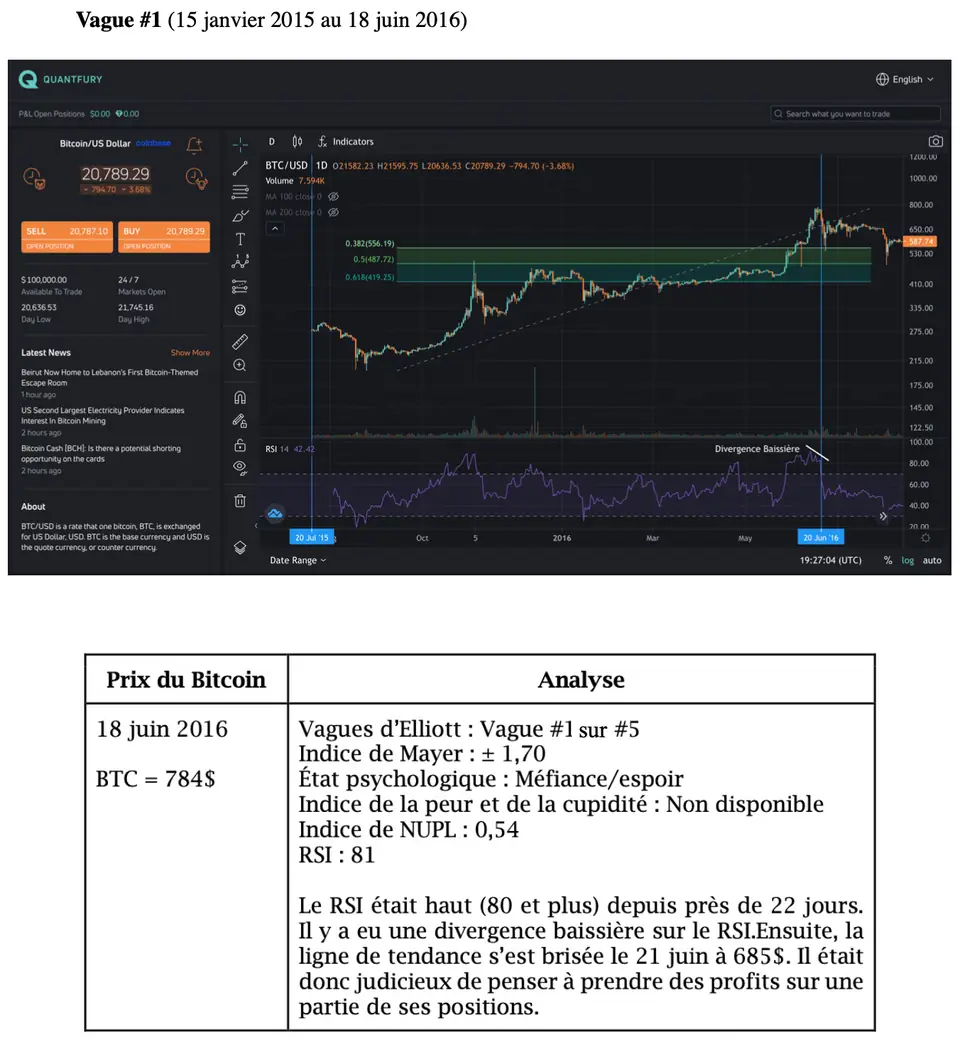 Vague #1 (15 janvier 2015 au 18 juin 2016)
QUANTFURY
English
P&L Open Positions $0.00 0.00
Search what you want to trade
Bitcoin/US Dollar coinbase
20,789.29
- 794.70 - 3.68%
SELL 20,787.10
OPEN POSITION
BUY 20,789.29
OPEN POSITION
$ 100,000.00
Available To Trade
24 / 7
Markets Open
20,636.53
Day Low
21,745.16
Day High
Latest News
Show More
Beirut Now Home to Lebanon's First Bitcoin-Themed
Escape Room
1 hour ago
US Second Largest Electricity Provider Indicates
Interest In Bitcoin Mining
2 hours ago
Bitcoin Cash [BCH]: Is there a potential shorting
opportunity on the cards
2 hours ago
About
BTC/USD is a rate that one bitcoin, BTC, is exchanged
for US Dollar, USD. BTC is the base currency and USD is
the quote currency, or counter currency.
D Indicators
BTC/USD 1D O21582.23 H21595.75 L20636.53 C20789.29 -794.70 (-3.68%)
Volume 7.594K
MA 100 close 0
MA 200 close 0
0.382(556.19)
0.5(487.72)
0.618(419.25)
1200.00
1000.00
800.00
650.00
587.74
530.00
410.00
335.00
275.00
215.00
175.00
145.00
122.50
100.00
RSI 14 42.42
Divergence Baissière
80.00
60.00
40.00
20.00
20 Jul '15
Oct
5
2016
Mar
May
20 Jun '16
Date Range
19:27:04 (UTC)
% log auto
Prix du Bitcoin
Analyse
18 juin 2016
BTC = 784$
Vagues d'Elliott : Vague #1 sur #5
Indice de Mayer : ± 1,70
État psychologique : Méfiance/espoir
Indice de la peur et de la cupidité : Non disponible
Indice de NUPL : 0,54
RSI : 81
Le RSI était haut (80 et plus) depuis près de 22 jours.
Il y a eu une divergence baissière sur le RSI.Ensuite, la
ligne de tendance s'est brisée le 21 juin à 685$. Il était
donc judicieux de penser à prendre des profits sur une
partie de ses positions.